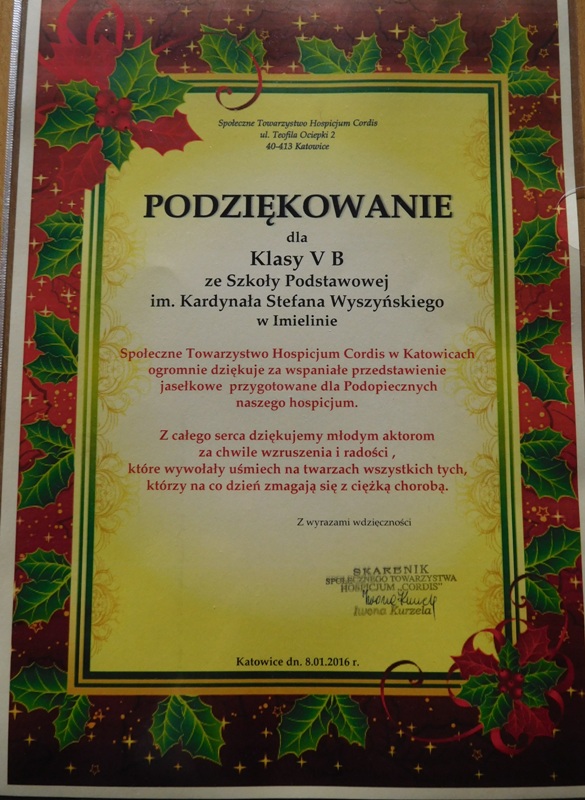 Społeczne Towarzystwo Hospicjum Cordis
ul. Teofila Ociepki 2
40-413 Katowice
PODZIĘKOWANIE
dla
Klasy V B
ze Szkoły Podstawowej
im. Kardynała Stefana Wyszyńskiego
w Imielinie
Społeczne Towarzystwo Hospicjum Cordis w Katowicach
ogromnie dziękuje za wspaniałe przedstawienie
jasełkowe przygotowane dla Podopiecznych
naszego hospicjum.
Z całego serca dziękujemy młodym aktorom
za chwile wzruszenia i radości ,
które wywołały uśmiech na twarzach wszystkich tych,
którzy na co dzień zmagają się z ciężką chorobą.
Z wyrazami wdzięczności
SKARBNIK
SPOŁECZNEGO TOWARZYSTWA
HOSPICJUM „CORDIS"
Iwona Kurzela
Katowice dn. 8.01.2016 r.